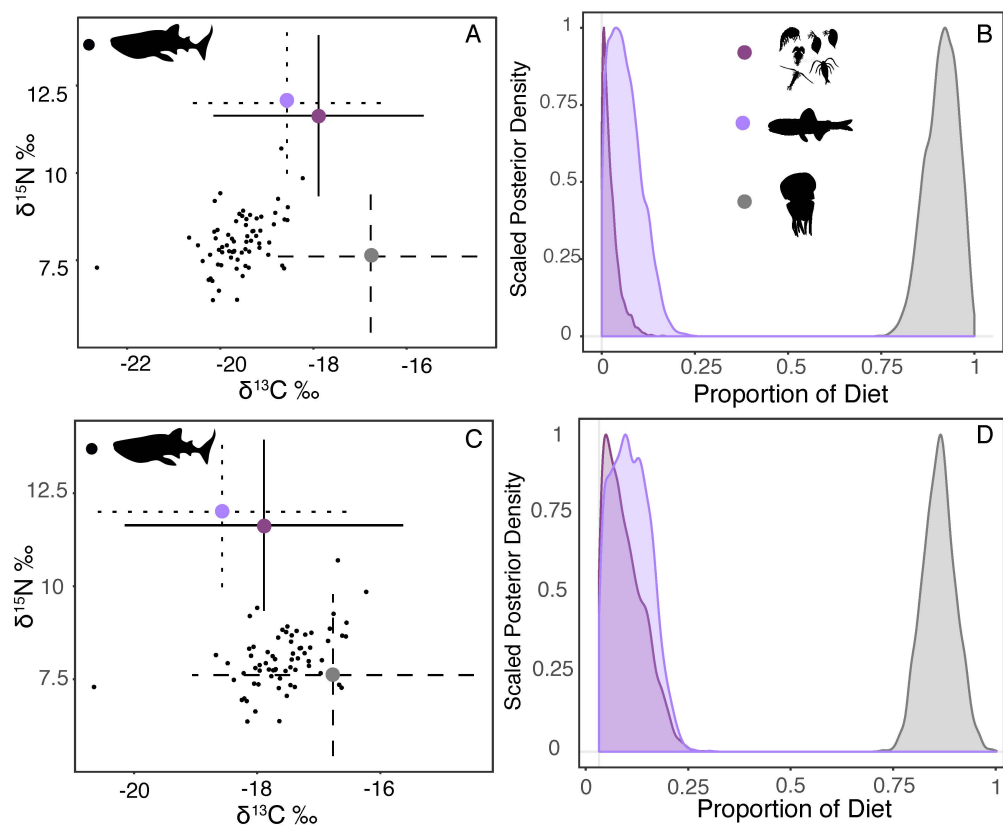 A
12.5
10
7.5
δ¹⁵N ‰
-22
-20
-18
-16
δ¹³C ‰
B
1
0.75
0.5
0.25
0
Scaled Posterior Density
0
0.25
0.5
0.75
1
Proportion of Diet
C
12.5
10
7.5
δ¹⁵N ‰
-20
-18
-16
δ¹³C ‰
D
1
0.75
0.5
0.25
0
Scaled Posterior Density
0
0.25
0.5
0.75
1
Proportion of Diet